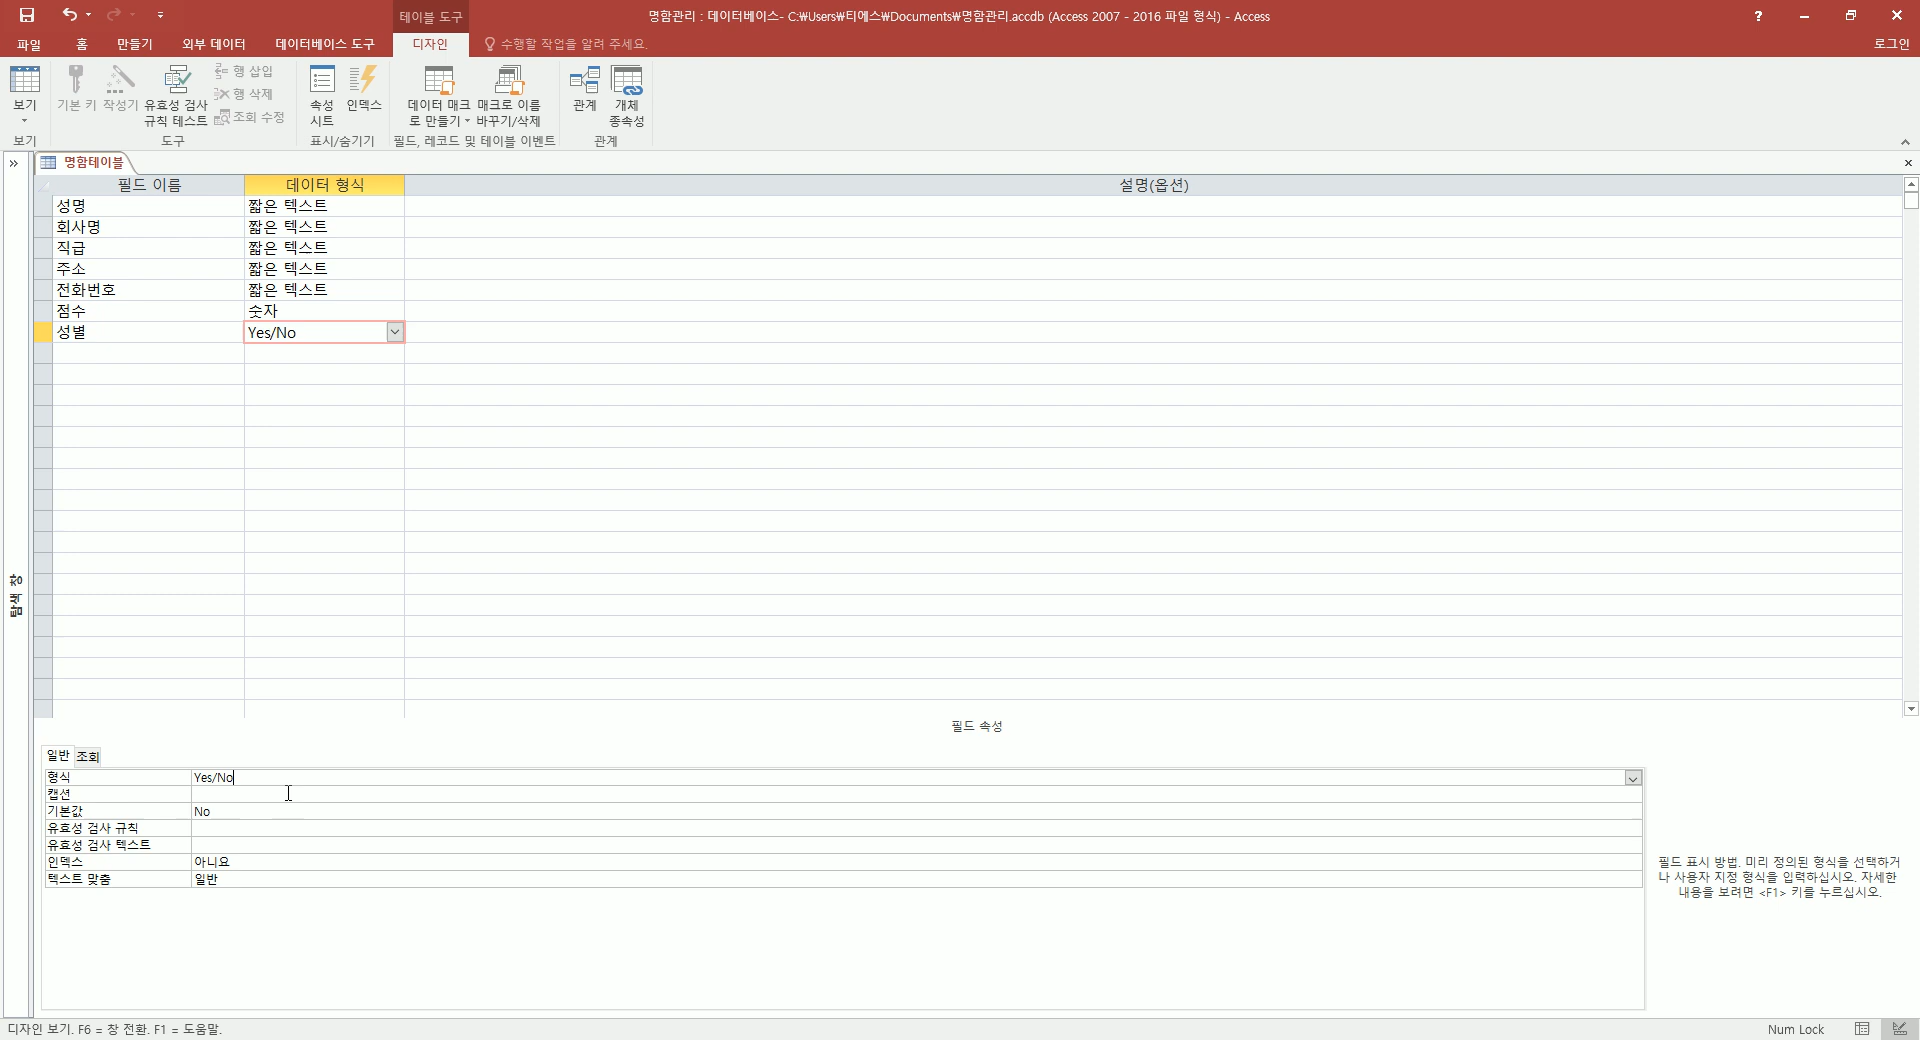 테이블 도구
명함관리 : 데이터베이스- C:₩Users₩티에스₩Documents₩명함관리.accdb (Access 2007 - 2016 파일 형식) - Access
?
파일 홈 만들기 외부 데이터 데이터베이스 도구 디자인 수행할 작업을 알려 주세요.
로그인
보기
기본 키
작성기
유효성 검사
규칙 테스트
행 삽입
행 삭제
조회 수정
속성
시트
인덱스
데이터 매크
로 만들기
매크로 이름
바꾸기/삭제
관계
개체
종속성
보기
도구
표시/숨기기
필드, 레코드 및 테이블 이벤트
관계
»
명함테이블
필드 이름 데이터 형식 설명(옵션)
성명 짧은 텍스트
회사명 짧은 텍스트
직급 짧은 텍스트
주소 짧은 텍스트
전화번호 짧은 텍스트
점수 숫자
성별 Yes/No
탐색 창
필드 속성
일반 조회
형식 Yes/No
캡션
기본값 No
유효성 검사 규칙
유효성 검사 텍스트
인덱스 아니요
텍스트 맞춤 일반
필드 표시 방법. 미리 정의된 형식을 선택하거
나 사용자 지정 형식을 입력하십시오. 자세한
내용을 보려면 <F1> 키를 누르십시오.
디자인 보기. F6 = 창 전환. F1 = 도움말.
Num Lock